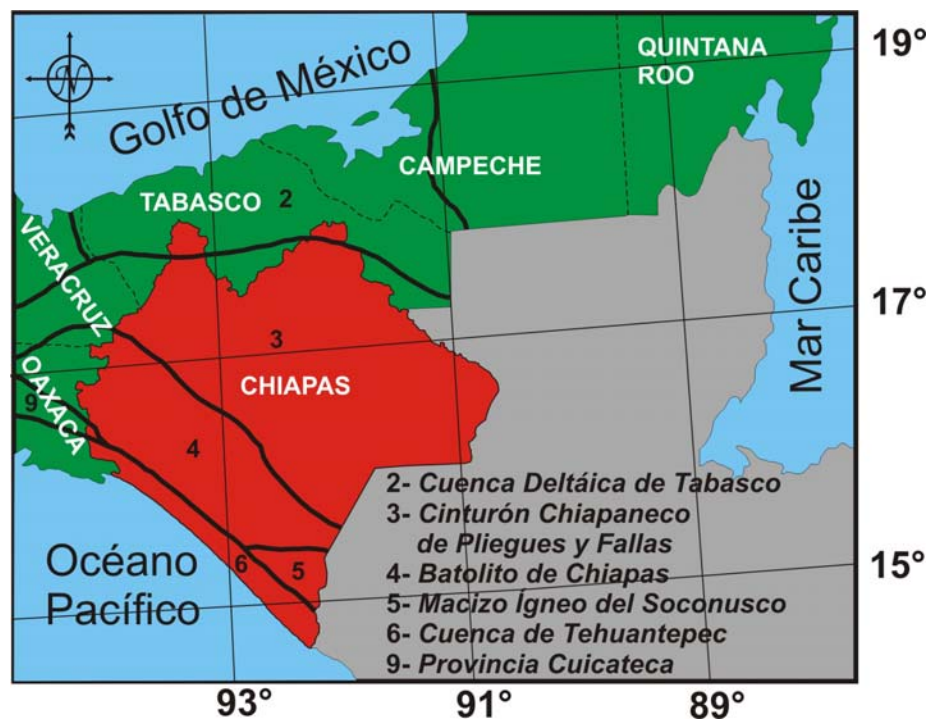 QUINTANA
ROO
19°
N
Golfo de México
CAMPECHE
TABASCO
2
VERACRUZ
17°
Mar Caribe
3
CHIAPAS
OAXACA
9
4
2- Cuenca Deltáica de Tabasco
3- Cinturón Chiapaneco
de Pliegues y Fallas
4- Batolito de Chiapas
5- Macizo Ígneo del Soconusco
6- Cuenca de Tehuantepec
9- Provincia Cuicateca
Océano
Pacífico
6
5
15°
93°
91°
89°